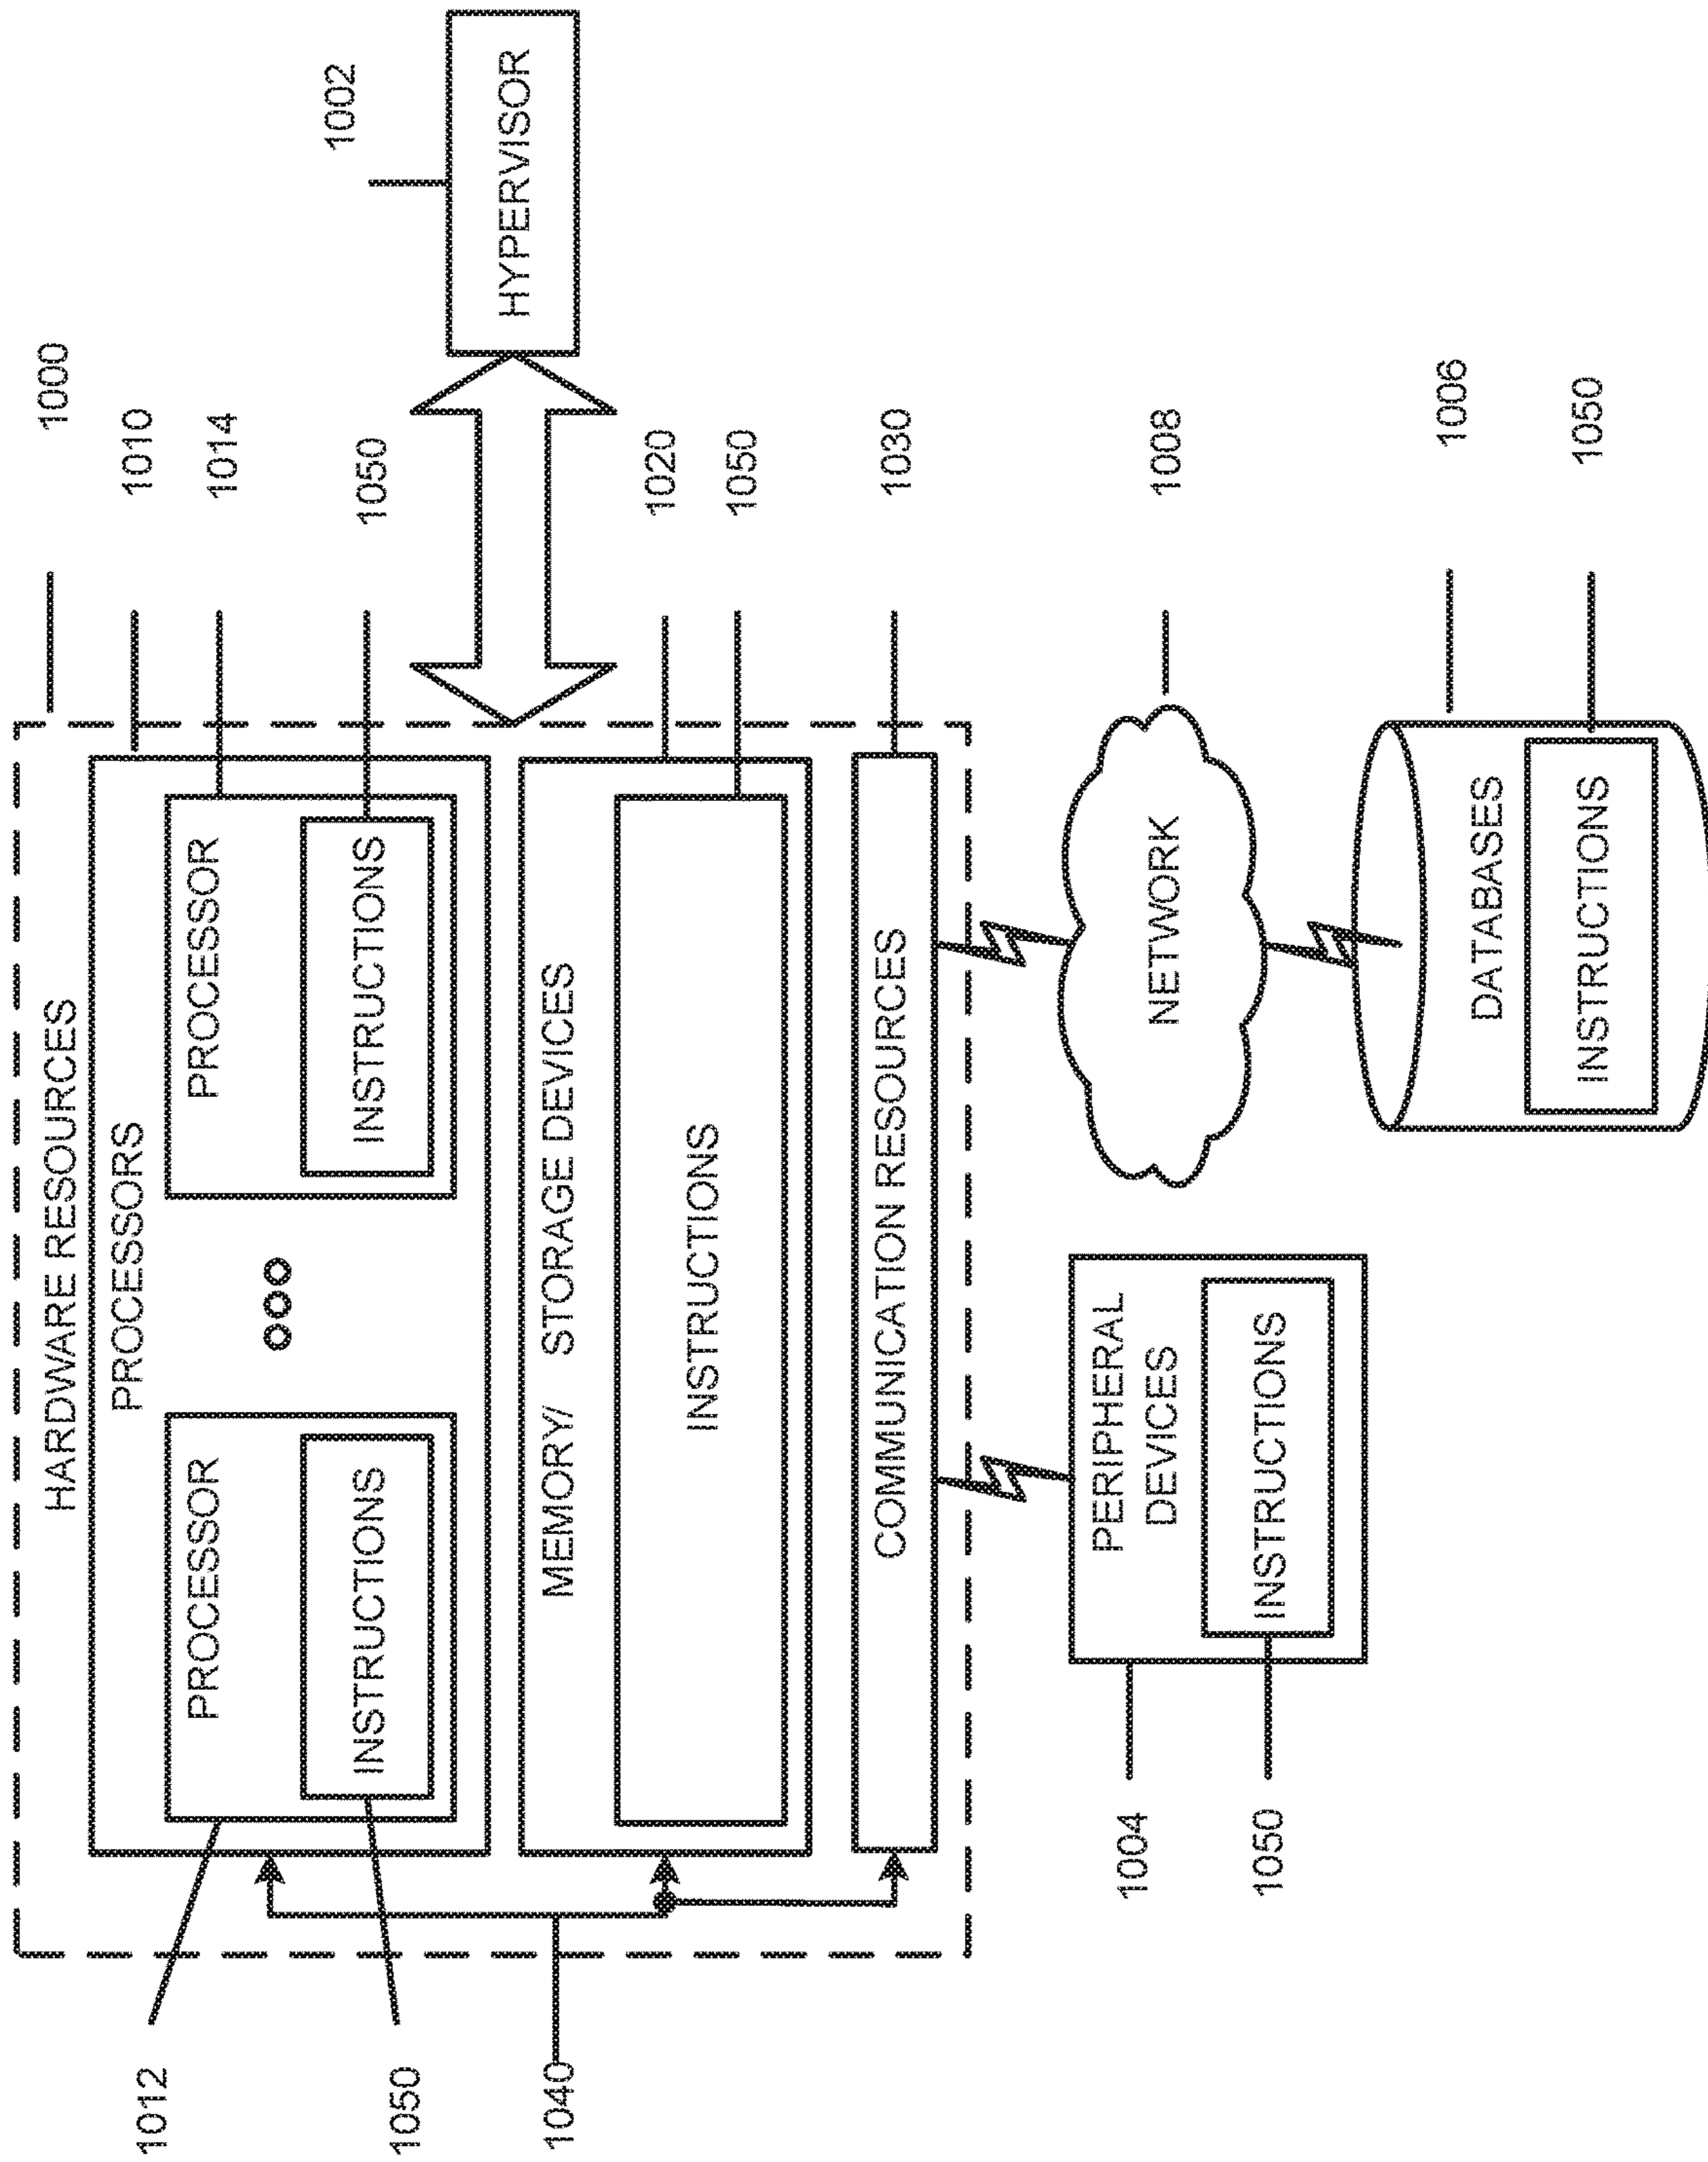 HARDWARE RESOURCES
1000
PROCESSORS
1010
1012
PROCESSOR
PROCESSOR
1014
INSTRUCTIONS
INSTRUCTIONS
1050
1050
1002
HYPERVISOR
1040
MEMORY/ STORAGE DEVICES
1020
INSTRUCTIONS
1050
COMMUNICATION RESOURCES
1030
1004
PERIPHERAL
DEVICES
INSTRUCTIONS
1050
NETWORK
1008
DATABASES
1006
INSTRUCTIONS
1050